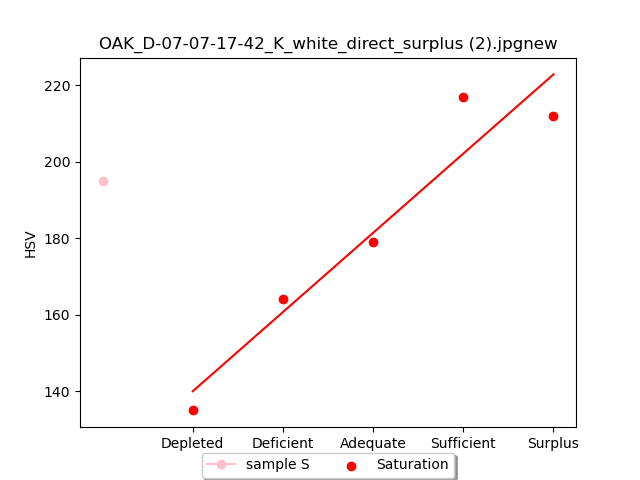 OAK_D-07-07-17-42_K_white_direct_surplus (2).jpgnew
220
200
180
160
140
HSV
Depleted Deficient Adequate Sufficient Surplus
sample S Saturation